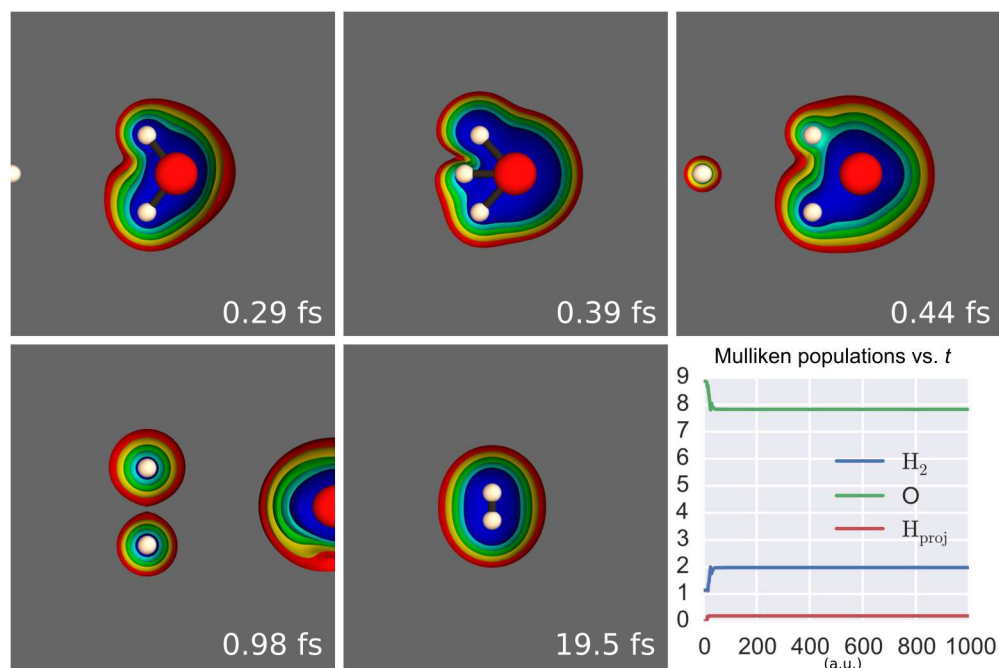 0.29 fs
0.39 fs
0.44 fs
0.98 fs
19.5 fs
Mulliken populations vs. t
9
8
7
6
5
4
3
2
1
0
H₂
O
H_proj
0 200 400 600 800 1000
(a.u.)